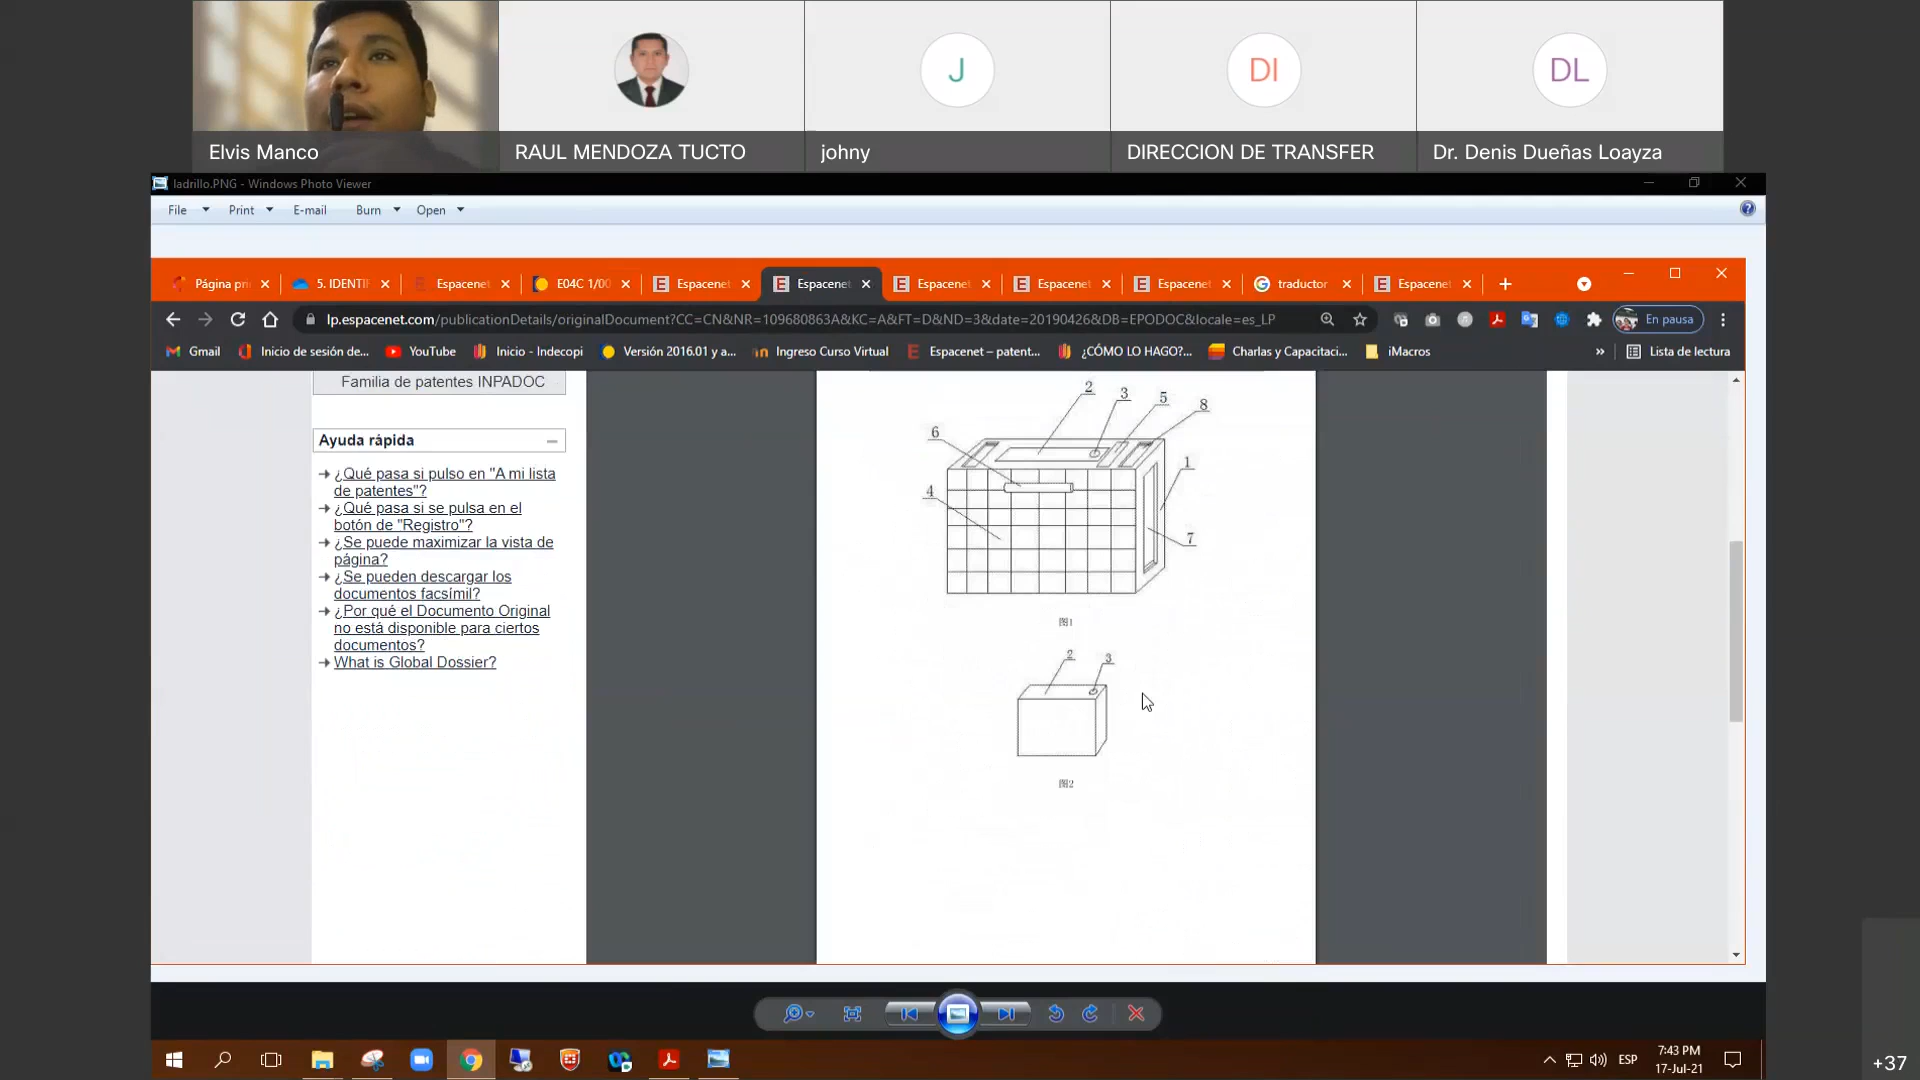 J
DI
DL
Elvis Manco
RAUL MENDOZA TUCTO
johny
DIRECCION DE TRANSFER
Dr. Denis Dueñas Loayza
ladrillo.PNG - Windows Photo Viewer
File
Print
E-mail
Burn
Open
Página pri
5. IDENTIF
Espacenet
E04C 1/00
Espacenet
Espacenet
Espacenet
Espacenet
Espacenet
traductor
Espacenet
lp.espacenet.com/publicationDetails/originalDocument?CC=CN&NR=109680863A&KC=A&FT=D&ND=3&date=20190426&DB=EPODOC&locale=es_LP
En pausa
Gmail
Inicio de sesión de...
YouTube
Inicio - Indecopi
Versión 2016.01 y a...
Ingreso Curso Virtual
Espacenet – patent...
¿CÓMO LO HAGO?...
Charlas y Capacitaci...
iMacros
»
Lista de lectura
Familia de patentes INPADOC
Ayuda rápida
¿Qué pasa si pulso en "A mi lista
de patentes"?
¿Qué pasa si se pulsa en el
botón de "Registro"?
¿Se puede maximizar la vista de
página?
¿Se pueden descargar los
documentos facsímil?
¿Por qué el Documento Original
no está disponible para ciertos
documentos?
What is Global Dossier?
2
3
5
8
6
1
4
7
图1
2
3
图2
ESP
7:43 PM
17-Jul-21
+37